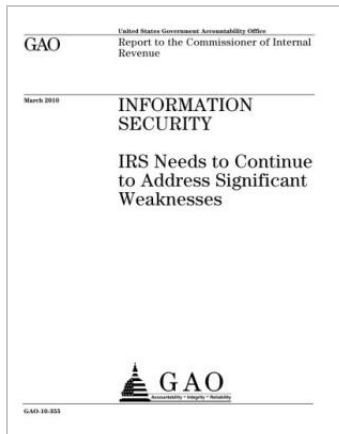 United States Government Accountability Office
GAO
Report to the Commissioner of Internal
Revenue
March 2010
INFORMATION
SECURITY
IRS Needs to Continue
to Address Significant
Weaknesses
GAO
Accountability * Integrity * Reliability
GAO-10-355